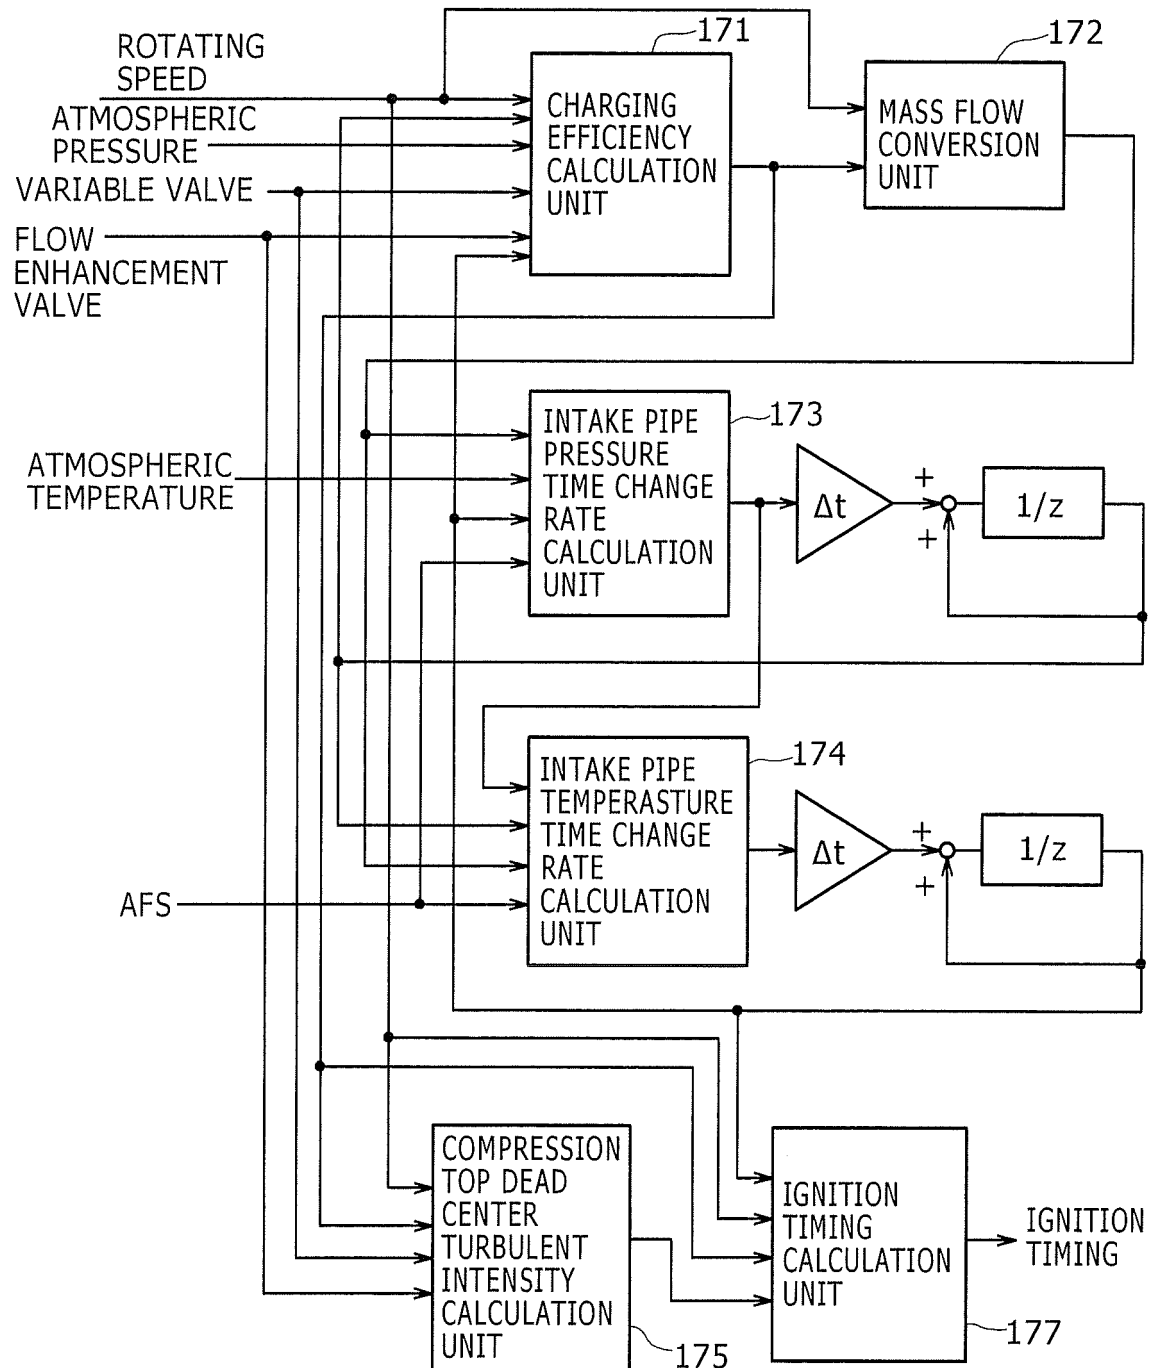 171
172
ROTATING
SPEED
ATMOSPHERIC
PRESSURE
VARIABLE VALVE
FLOW
ENHANCEMENT
VALVE
CHARGING
EFFICIENCY
CALCULATION
UNIT
MASS FLOW
CONVERSION
UNIT
173
ATMOSPHERIC
TEMPERATURE
INTAKE PIPE
PRESSURE
TIME CHANGE
RATE
CALCULATION
UNIT
Δt
+
+
1/z
174
INTAKE PIPE
TEMPERASTURE
TIME CHANGE
RATE
CALCULATION
UNIT
Δt
+
+
1/z
AFS
COMPRESSION
TOP DEAD
CENTER
TURBULENT
INTENSITY
CALCULATION
UNIT
175
IGNITION
TIMING
CALCULATION
UNIT
177
IGNITION
TIMING